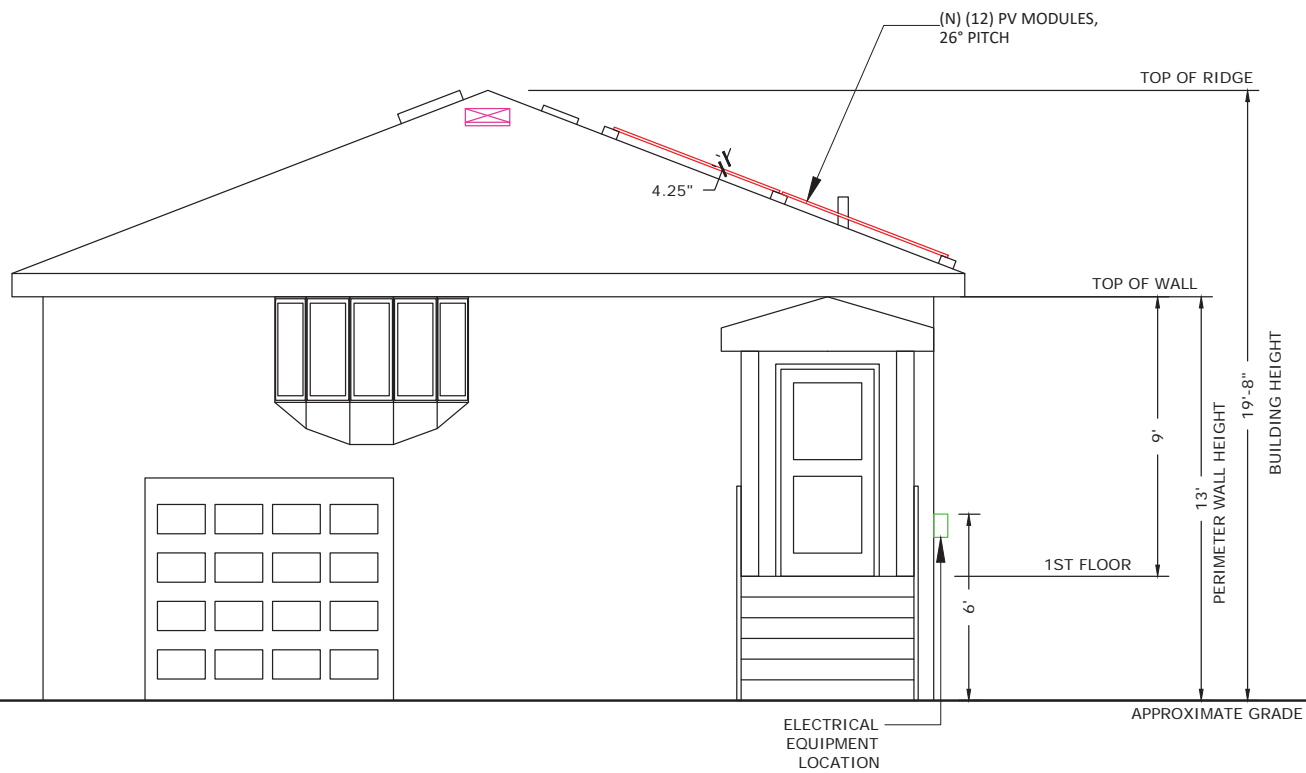 (N) (12) PV MODULES,
26° PITCH
TOP OF RIDGE
4.25"
TOP OF WALL
9'
13'
PERIMETER WALL HEIGHT
19'-8"
BUILDING HEIGHT
1ST FLOOR
6'
APPROXIMATE GRADE
ELECTRICAL
EQUIPMENT
LOCATION